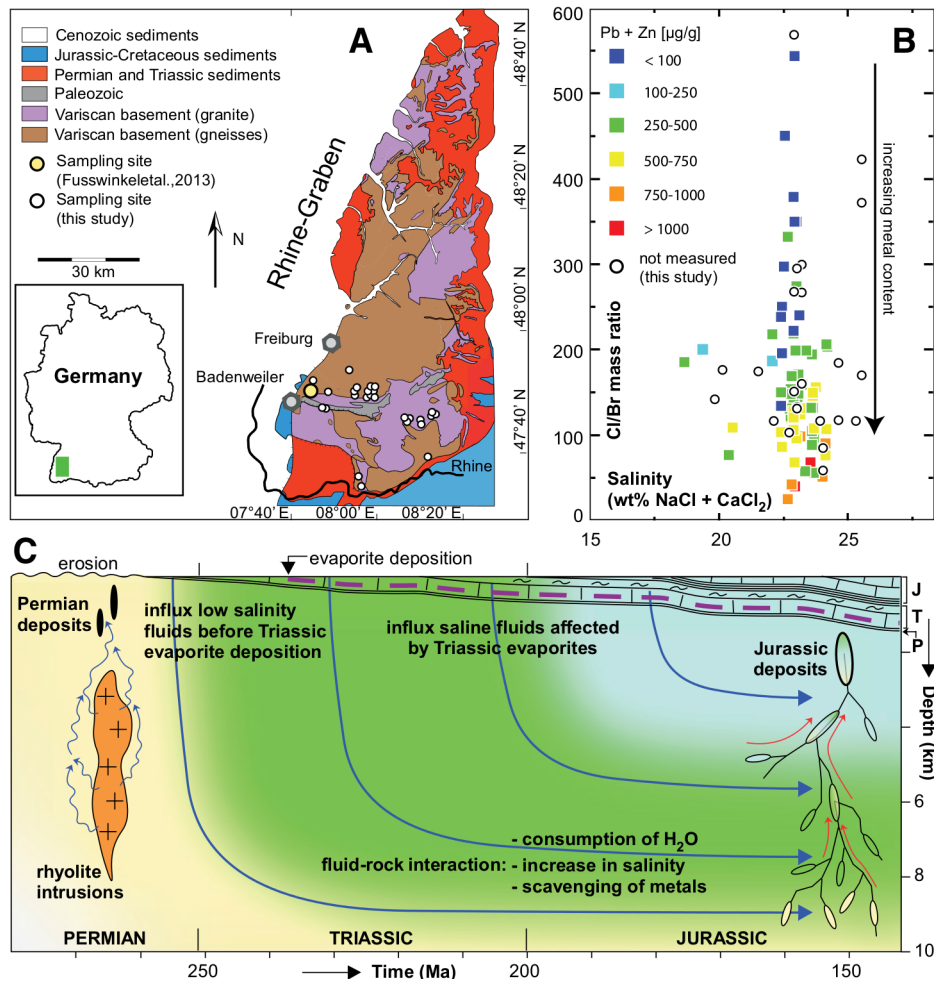 A
Cenozoic sediments
Jurassic-Cretaceous sediments
Permian and Triassic sediments
Paleozoic
Variscan basement (granite)
Variscan basement (gneisses)
Sampling site
(Fusswinkeletal.,2013)
Sampling site
(this study)
N
30 km
Rhine-Graben
Germany
Freiburg
Badenweiler
Rhine
48°40' N
48°20' N
48°00' N
47°40' N
07°40' E
08°00' E
08°20' E
B
600
500
400
300
200
100
0
15
20
25
Pb + Zn [µg/g]
< 100
100-250
250-500
500-750
750-1000
> 1000
not measured
(this study)
Cl/Br mass ratio
Salinity
(wt% NaCl + CaCl₂)
increasing metal content
C
erosion
evaporite deposition
Permian
deposits
influx low salinity
fluids before Triassic
evaporite deposition
influx saline fluids affected
by Triassic evaporites
Jurassic
deposits
J
T
P
Depth (km)
6
8
10
rhyolite
intrusions
- consumption of H₂O
fluid-rock interaction: - increase in salinity
- scavenging of metals
PERMIAN
TRIASSIC
JURASSIC
250
Time (Ma)
200
150